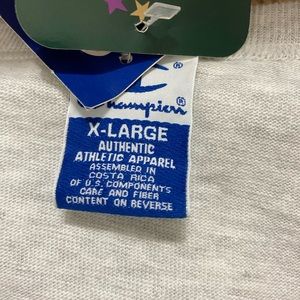 Champion®
X-LARGE
AUTHENTIC
ATHLETIC APPAREL
ASSEMBLED IN
COSTA RICA
OF U.S. COMPONENTS
CARE AND FIBER
CONTENT ON REVERSE